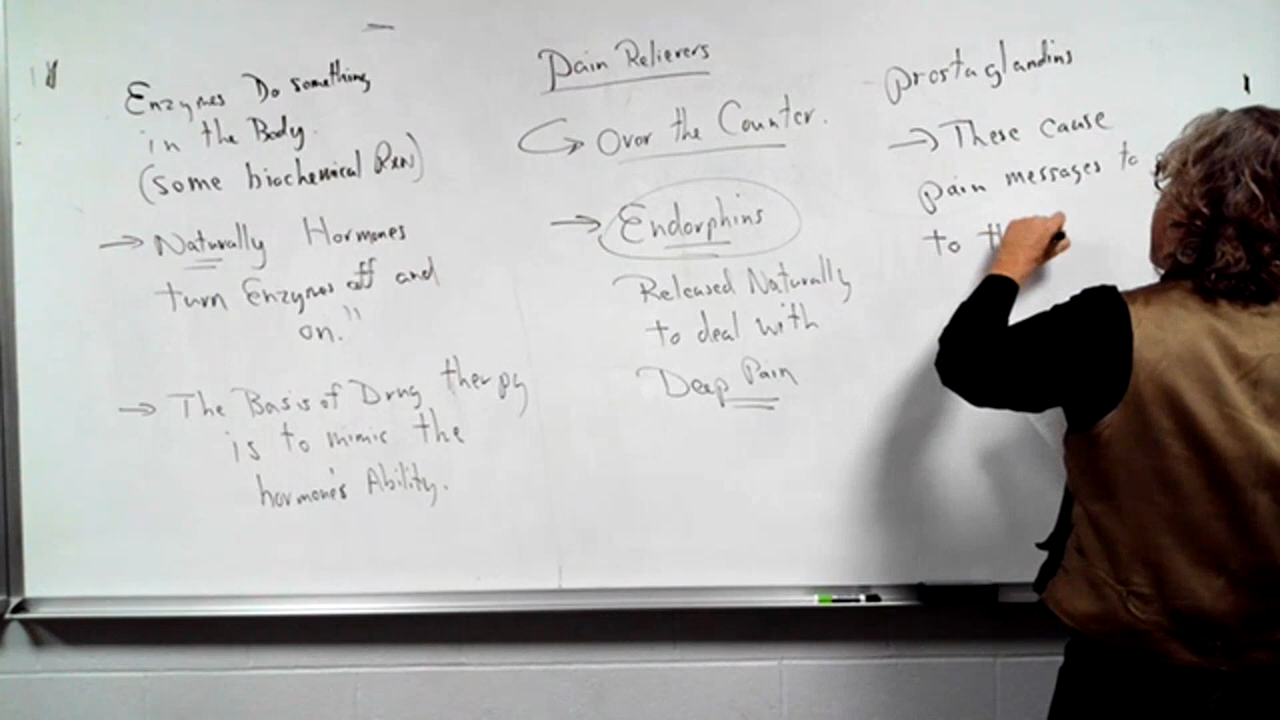 Enzymes Do something
in the Body.
(some biochemical Rxn)
→ Naturally Hormones
turn Enzymes off and
on."
→ The Basis of Drug therpy
is to mimic the
hormones Ability.
Pain Relievers
Over the Counter.
→ Endorphins
Released Naturally
to deal with
Deep Pain
prostaglandins
→ These cause
pain messages to
to